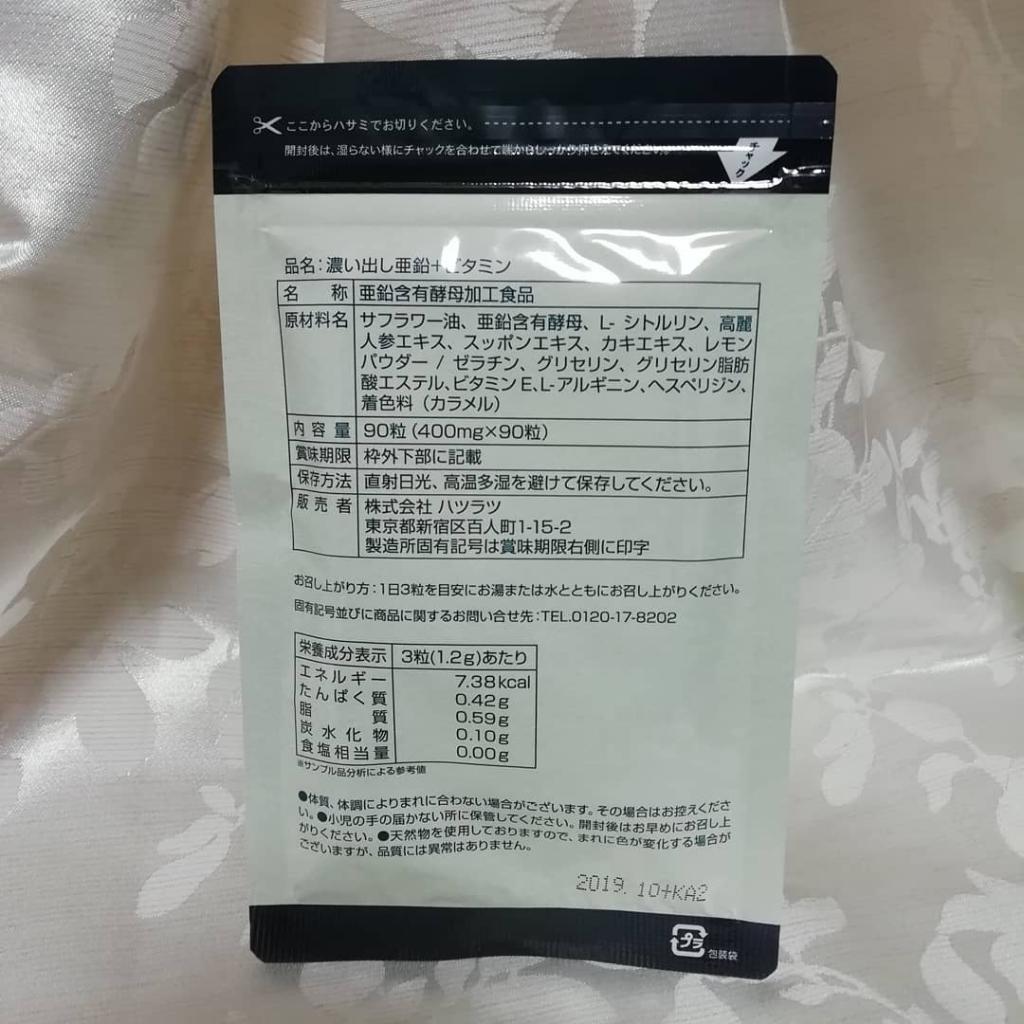 ここからハサミでお切りください。
開封後は、湿らない様にチャックを合わせて端からしっかり押さえてください。
チャック
品名：濃い出し亜鉛+ビタミン
名称 亜鉛含有酵母加工食品
原材料名 サフラワー油、亜鉛含有酵母、L-シトルリン、高麗
人参エキス、スッポンエキス、カキエキス、レモン
パウダー / ゼラチン、グリセリン、グリセリン脂肪
酸エステル、ビタミンE、L-アルギニン、ヘスペリジン、
着色料（カラメル）
内容量 90粒（400mg×90粒）
賞味期限 枠外下部に記載
保存方法 直射日光、高温多湿を避けて保存してください。
販売者 株式会社 ハツラツ
東京都新宿区百人町1-15-2
製造所固有記号は賞味期限右側に印字
お召し上がり方：1日3粒を目安にお湯または水とともにお召し上がりください。
固有記号並びに商品に関するお問い合せ先：TEL.0120-17-8202
栄養成分表示 3粒(1.2g)あたり
エネルギー 7.38kcal
たんぱく質 0.42g
脂質 0.59g
炭水化物 0.10g
食塩相当量 0.00g
※サンプル品分析による参考値
●体質、体調によりまれに合わない場合がございます。その場合はお控えくださ
い。●小児の手の届かない所に保管してください。開封後はお早めにお召し上
がりください。●天然物を使用しておりますので、まれに色が変化する場合が
ございますが、品質には異常はありません。
2019.10+KA2
プラ
包装袋